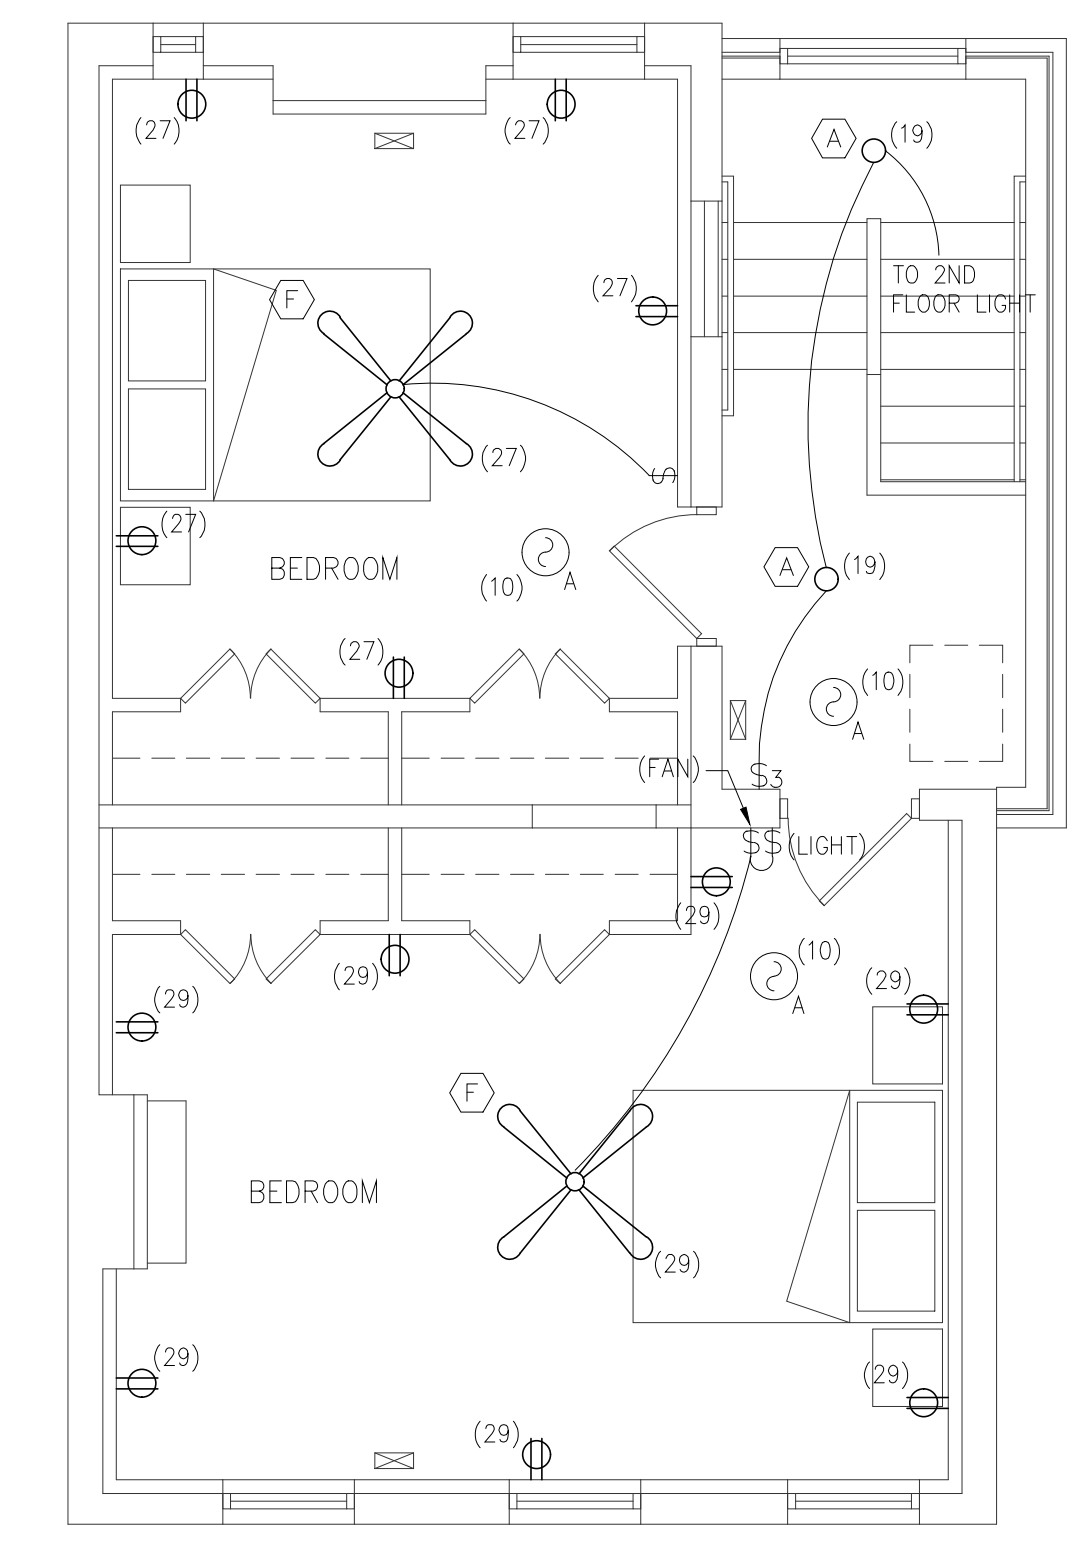 (27)
(27)
A
(19)
TO 2ND
FLOOR LIGHT
(27)
F
(27)
S
(27)
BEDROOM
(10)
A
A
(19)
(27)
(10)
A
(FAN)
S3
SS(LIGHT)
(29)
(29)
(10)
A
(29)
(29)
F
BEDROOM
(29)
(29)
(29)
(29)